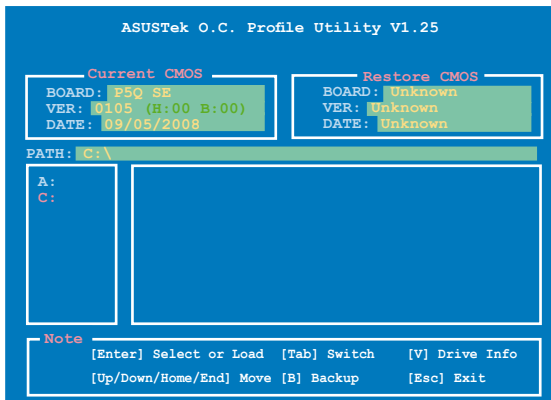 ASUSTek O.C. Profile Utility V1.25
Current CMOS
BOARD: P5Q SE
VER: 0105 (H:00 B:00)
DATE: 09/05/2008
Restore CMOS
BOARD: Unknown
VER: Unknown
DATE: Unknown
PATH: C:\
A:
C:
Note
[Enter] Select or Load [Tab] Switch [V] Drive Info
[Up/Down/Home/End] Move [B] Backup [Esc] Exit